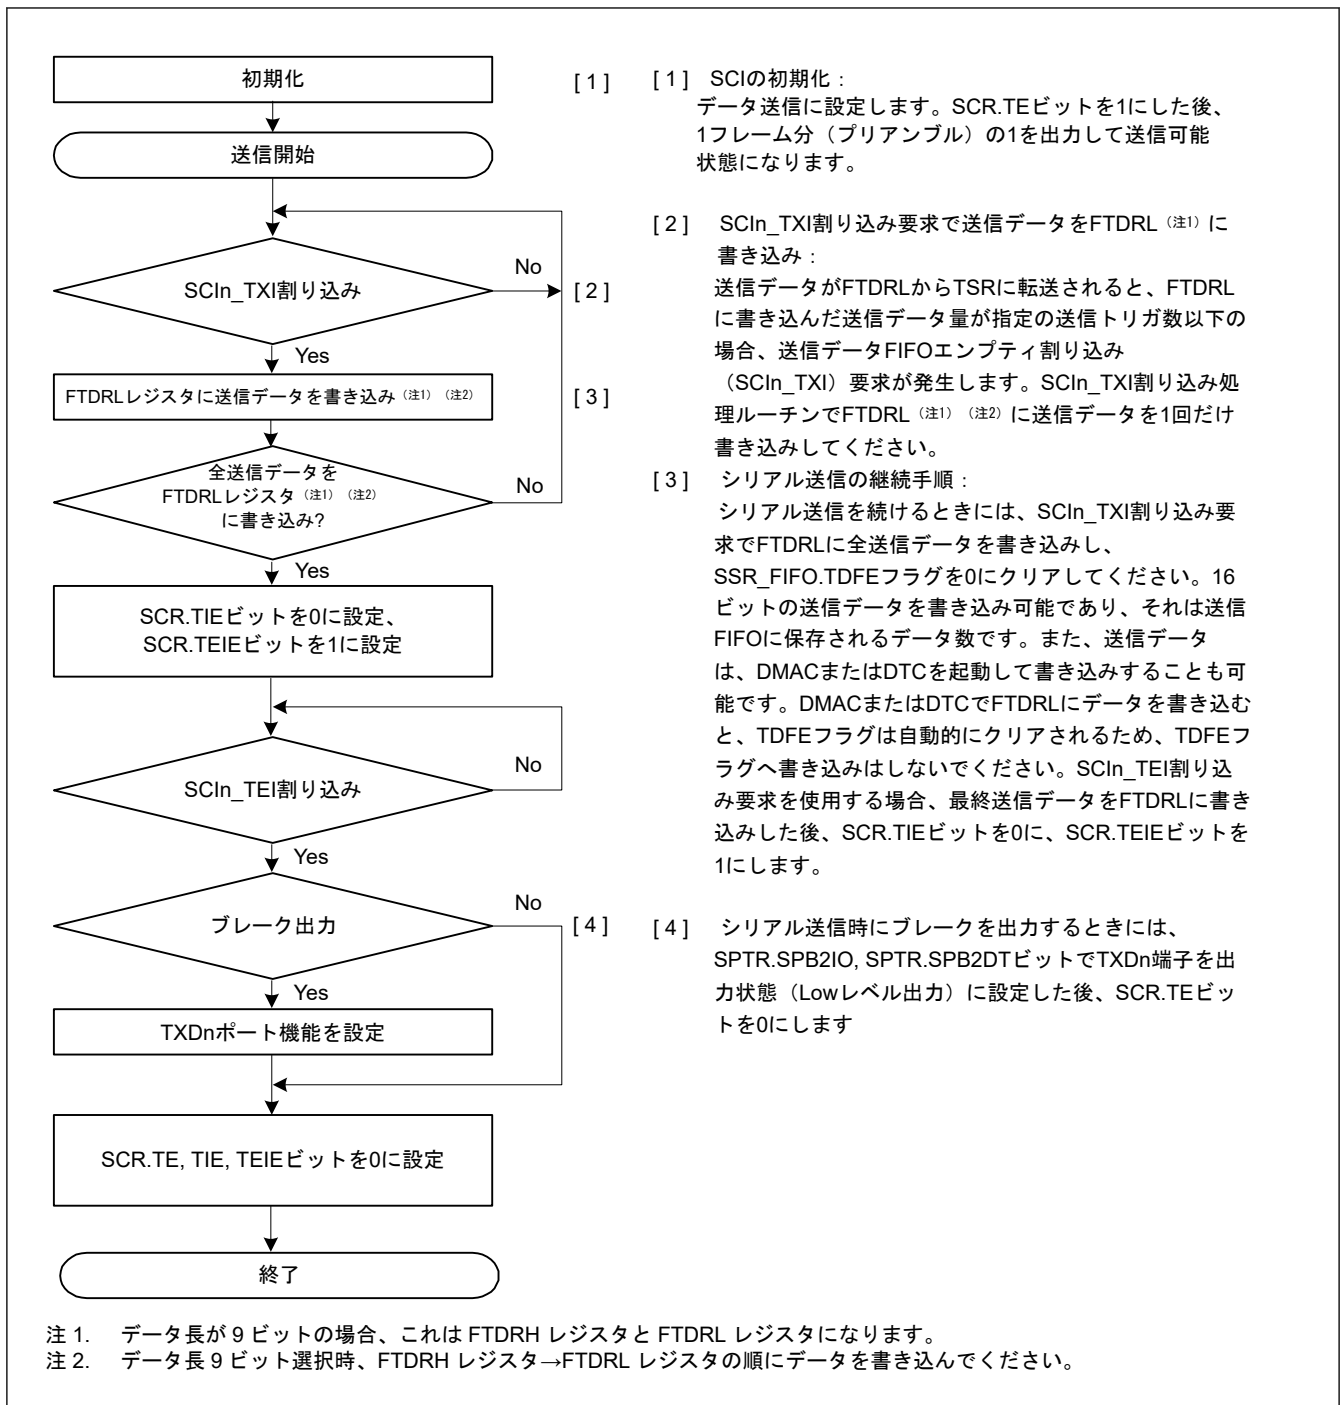 初期化
[ 1 ]
送信開始
SCIn_TXI割り込み
No
[ 2 ]
Yes
FTDRLレジスタに送信データを書き込み（注1）（注2）
[ 3 ]
全送信データを
FTDRLレジスタ（注1）（注2）
に書き込み?
No
Yes
SCR.TIEビットを0に設定、
SCR.TEIEビットを1に設定
SCIn_TEI割り込み
No
Yes
ブレーク出力
No
[ 4 ]
Yes
TXDnポート機能を設定
SCR.TE, TIE, TEIEビットを0に設定
終了
[ 1 ] SCIの初期化：
データ送信に設定します。SCR.TEビットを1にした後、
1フレーム分（プリアンブル）の1を出力して送信可能
状態になります。
[ 2 ] SCIn_TXI割り込み要求で送信データをFTDRL（注1）に
書き込み：
送信データがFTDRLからTSRに転送されると、FTDRL
に書き込んだ送信データ量が指定の送信トリガ数以下の
場合、送信データFIFOエンプティ割り込み
（SCIn_TXI）要求が発生します。SCIn_TXI割り込み処
理ルーチンでFTDRL（注1）（注2）に送信データを1回だけ
書き込みしてください。
[ 3 ] シリアル送信の継続手順：
シリアル送信を続けるときには、SCIn_TXI割り込み要
求でFTDRLに全送信データを書き込みし、
SSR_FIFO.TDFEフラグを0にクリアしてください。16
ビットの送信データを書き込み可能であり、それは送信
FIFOに保存されるデータ数です。また、送信データ
は、DMACまたはDTCを起動して書き込みすることも可
能です。DMACまたはDTCでFTDRLにデータを書き込む
と、TDFEフラグは自動的にクリアされるため、TDFEフ
ラグへ書き込みはしないでください。SCIn_TEI割り込
み要求を使用する場合、最終送信データをFTDRLに書き
込みした後、SCR.TIEビットを0に、SCR.TEIEビットを
1にします。
[ 4 ] シリアル送信時にブレークを出力するときには、
SPTR.SPB2IO, SPTR.SPB2DTビットでTXDn端子を出
力状態（Lowレベル出力）に設定した後、SCR.TEビッ
トを0にします
注 1. データ長が 9 ビットの場合、これは FTDRH レジスタと FTDRL レジスタになります。
注 2. データ長 9 ビット選択時、FTDRH レジスタ→FTDRL レジスタの順にデータを書き込んでください。